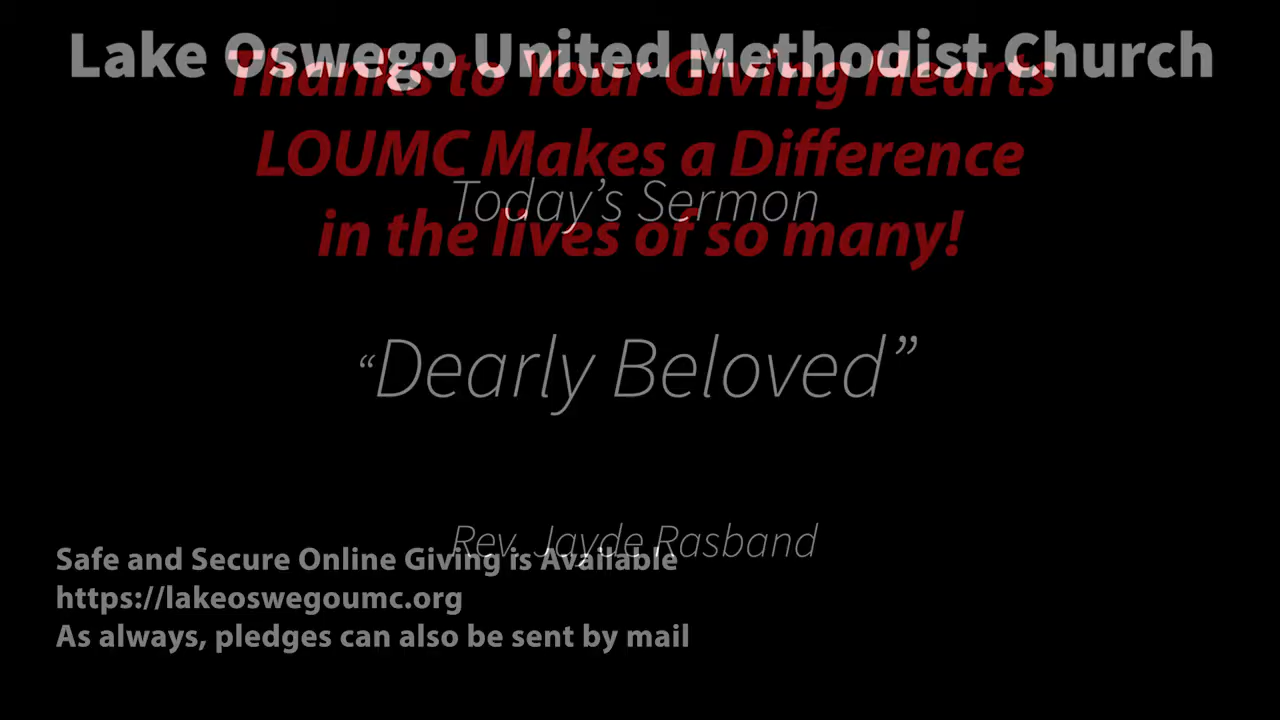 Lake Oswego United Methodist Church
Thanks to Your Giving Hearts
LOUMC Makes a Difference
Today’s Sermon
in the lives of so many!
“Dearly Beloved”
Rev. Jayde Rasband
Safe and Secure Online Giving is Available
https://lakeoswegoumc.org
As always, pledges can also be sent by mail